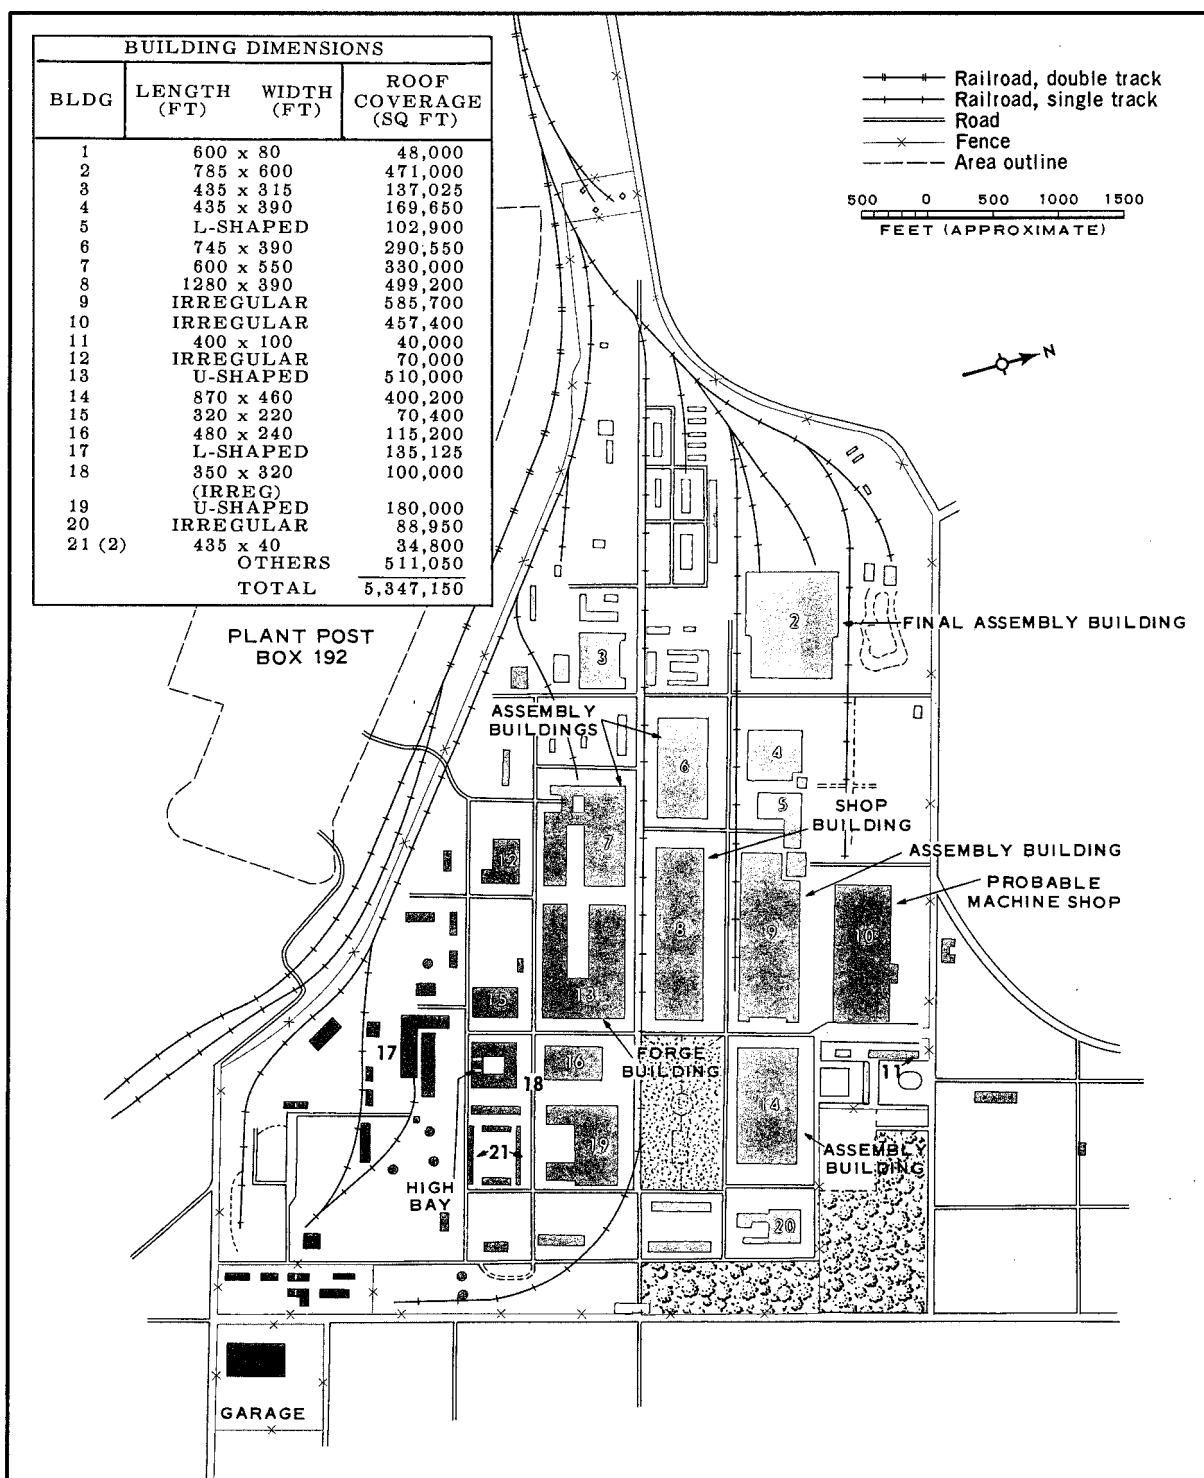 BUILDING DIMENSIONS
BLDG LENGTH (FT) WIDTH (FT) ROOF COVERAGE (SQ FT)
1 600 x 80 48,000
2 785 x 600 471,000
3 435 x 315 137,025
4 435 x 390 169,650
5 L-SHAPED 102,900
6 745 x 390 290,550
7 600 x 550 330,000
8 1280 x 390 499,200
9 IRREGULAR 585,700
10 IRREGULAR 457,400
11 400 x 100 40,000
12 IRREGULAR 70,000
13 U-SHAPED 510,000
14 870 x 460 400,200
15 320 x 220 70,400
16 480 x 240 115,200
17 L-SHAPED 135,125
18 350 x 320 100,000
(IRREG)
19 U-SHAPED 180,000
20 IRREGULAR 88,950
21 (2) 435 x 40 34,800
OTHERS 511,050
TOTAL 5,347,150
Railroad, double track
Railroad, single track
Road
Fence
Area outline
500 0 500 1000 1500
FEET (APPROXIMATE)
N
PLANT POST
BOX 192
2
FINAL ASSEMBLY BUILDING
3
ASSEMBLY
BUILDINGS
6
4
5
SHOP
BUILDING
7
12
ASSEMBLY BUILDING
PROBABLE
MACHINE SHOP
8
9
10
15
13
17
FORGE
BUILDING
18
16
11
14
19
21
ASSEMBLY
BUILDING
HIGH
BAY
20
GARAGE